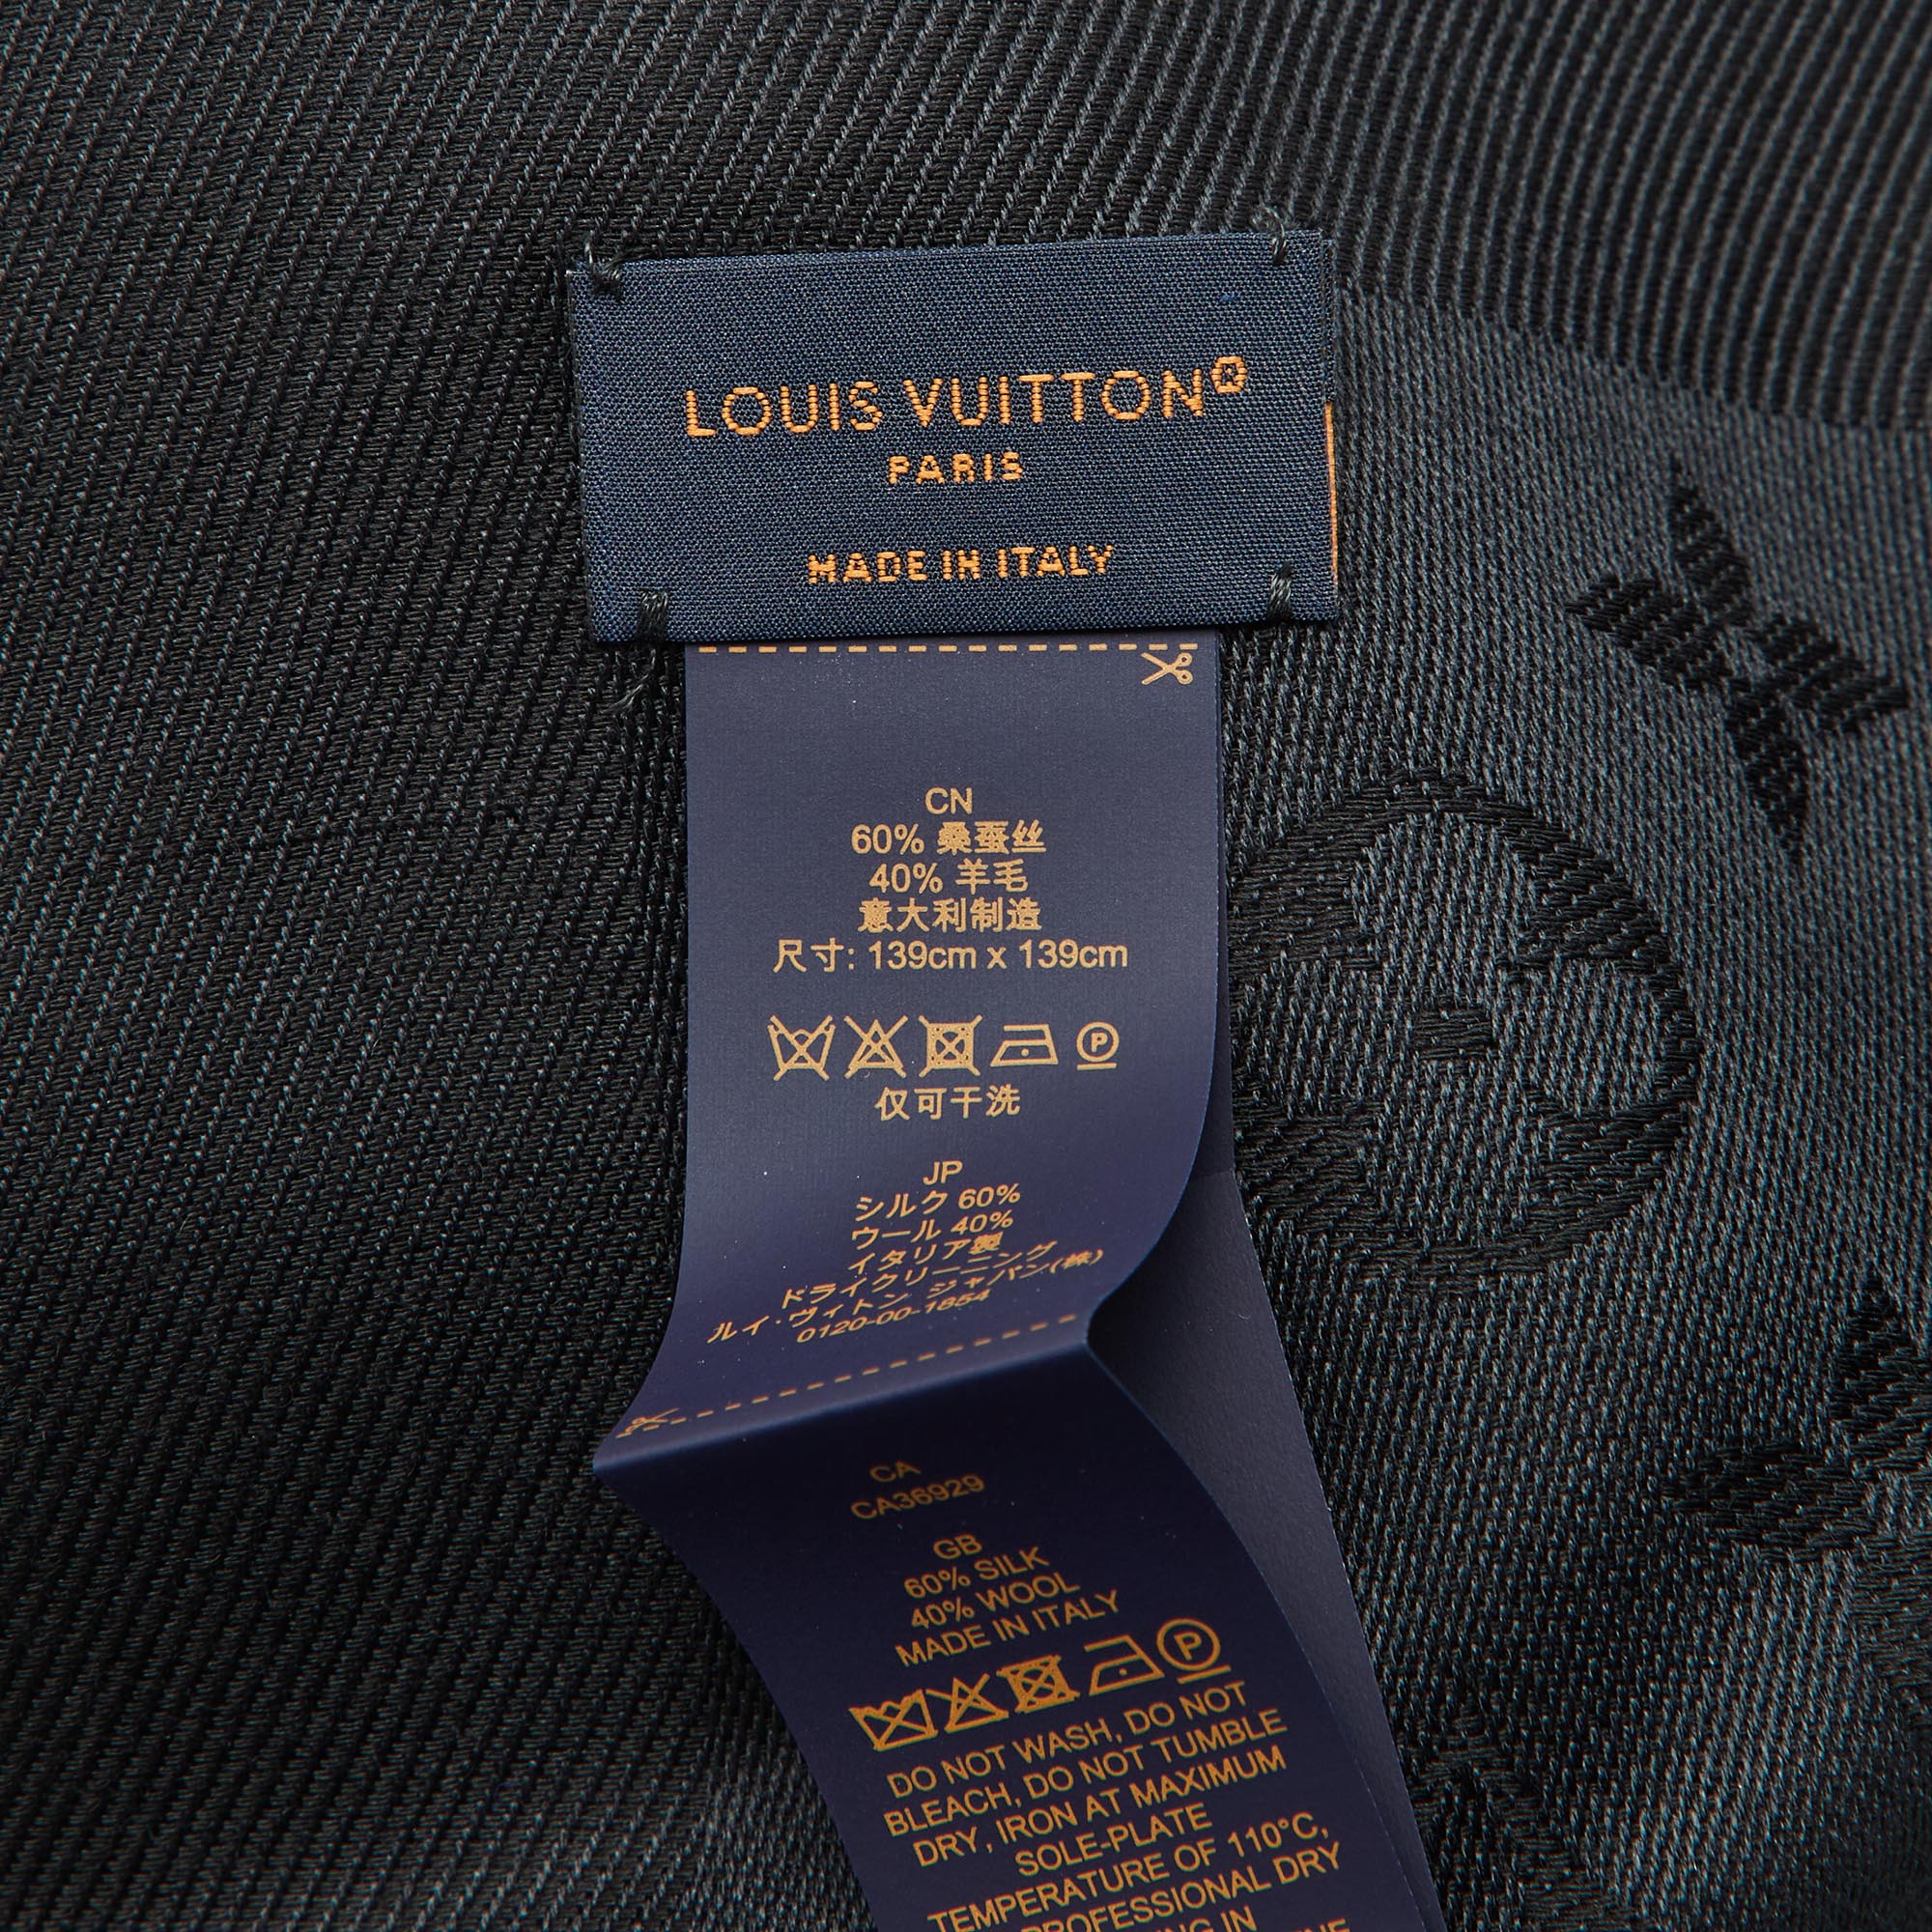 LOUIS VUITTON®
PARIS
MADE IN ITALY
CN
60% 桑蚕丝
40% 羊毛
意大利制造
尺寸: 139cm x 139cm
P
仅可干洗
JP
シルク 60%
ウール 40%
イタリア製
ドライクリーニング
ルイ・ヴィトン ジャパン(株)
0120-00-1854
CA
CA36929
GB
60% SILK
40% WOOL
MADE IN ITALY
P
DO NOT WASH, DO NOT
BLEACH, DO NOT TUMBLE
DRY, IRON AT MAXIMUM
SOLE-PLATE
TEMPERATURE OF 110°C,
PROFESSIONAL DRY
IN